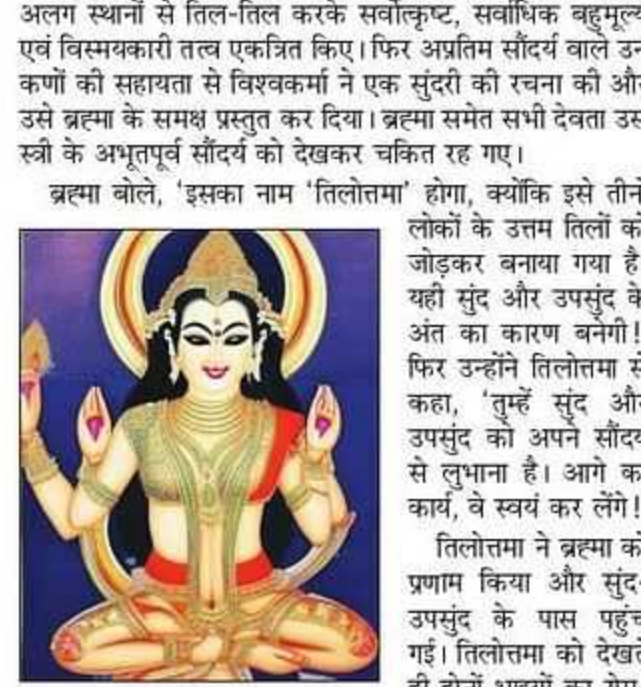 अलग स्थानों से तिल-तिल करके सर्वोत्कृष्ट, सर्वाधिक बहुमूल्य
एवं विस्मयकारी तत्व एकत्रित किए। फिर अप्रतिम सौंदर्य वाले उन
कणों की सहायता से विश्वकर्मा ने एक सुंदरी की रचना की और
उसे ब्रह्मा के समक्ष प्रस्तुत कर दिया। ब्रह्मा समेत सभी देवता उस
स्त्री के अभूतपूर्व सौंदर्य को देखकर चकित रह गए।
ब्रह्मा बोले, 'इसका नाम 'तिलोत्तमा' होगा, क्योंकि इसे तीनों
लोकों के उत्तम तिलों को
जोड़कर बनाया गया है
यही सुंद और उपसुंद के
अंत का कारण बनेगी!
फिर उन्होंने तिलोत्तमा से
कहा, 'तुम्हें सुंद और
उपसुंद को अपने सौंदर्य
से लुभाना है। आगे का
कार्य, वे स्वयं कर लेंगे!
तिलोत्तमा ने ब्रह्मा को
प्रणाम किया और सुंद-
उपसुंद के पास पहुंच
गई। तिलोत्तमा को देखते